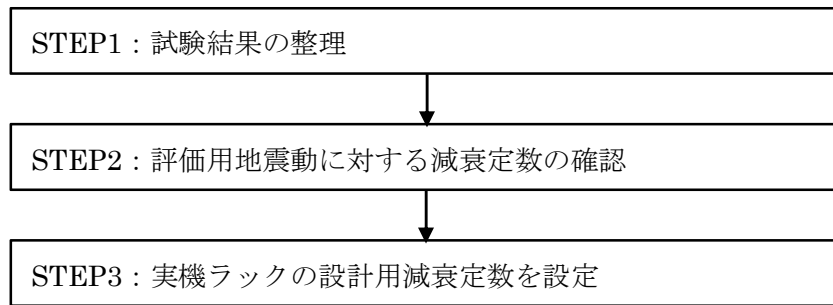 STEP1：試験結果の整理
STEP2：評価用地震動に対する減衰定数の確認
STEP3：実機ラックの設計用減衰定数を設定